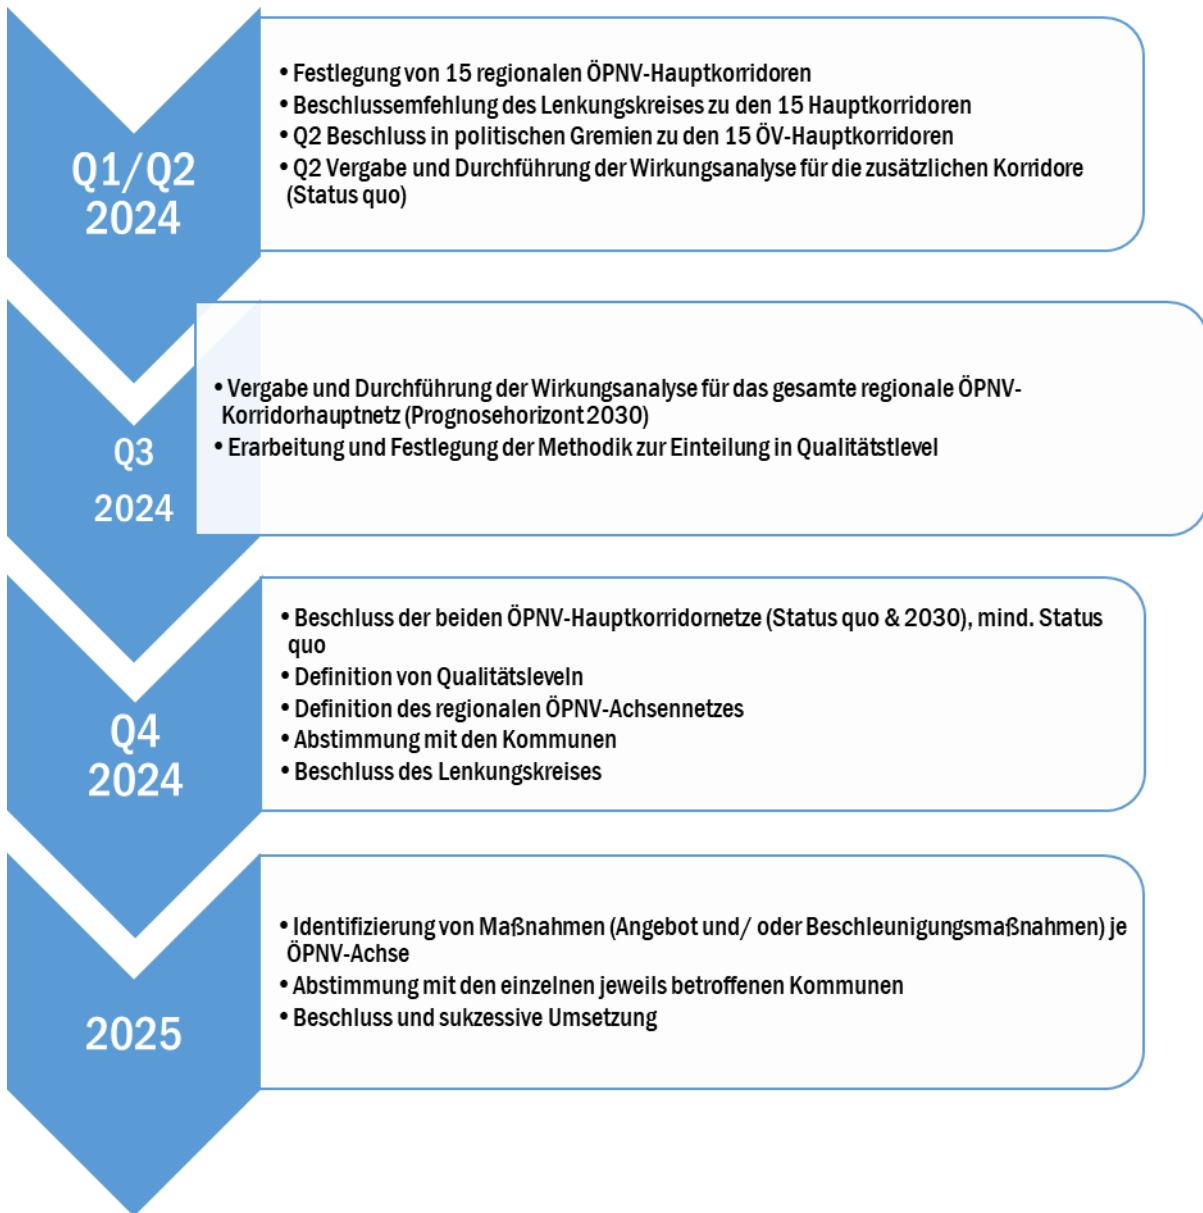 Q1/Q2
2024
• Festlegung von 15 regionalen ÖPNV-Hauptkorridoren
• Beschlussemfehlung des Lenkungskreises zu den 15 Hauptkorridoren
• Q2 Beschluss in politischen Gremien zu den 15 ÖV-Hauptkorridoren
• Q2 Vergabe und Durchführung der Wirkungsanalyse für die zusätzlichen Korridore
(Status quo)
Q3
2024
• Vergabe und Durchführung der Wirkungsanalyse für das gesamte regionale ÖPNV-
Korridorhauptnetz (Prognosehorizont 2030)
• Erarbeitung und Festlegung der Methodik zur Einteilung in Qualitätstlevel
Q4
2024
• Beschluss der beiden ÖPNV-Hauptkorridornetze (Status quo & 2030), mind. Status
quo
• Definition von Qualitätsleveln
• Definition des regionalen ÖPNV-Achsennetzes
• Abstimmung mit den Kommunen
• Beschluss des Lenkungskreises
2025
• Identifizierung von Maßnahmen (Angebot und/ oder Beschleunigungsmaßnahmen) je
ÖPNV-Achse
• Abstimmung mit den einzelnen jeweils betroffenen Kommunen
• Beschluss und sukzessive Umsetzung